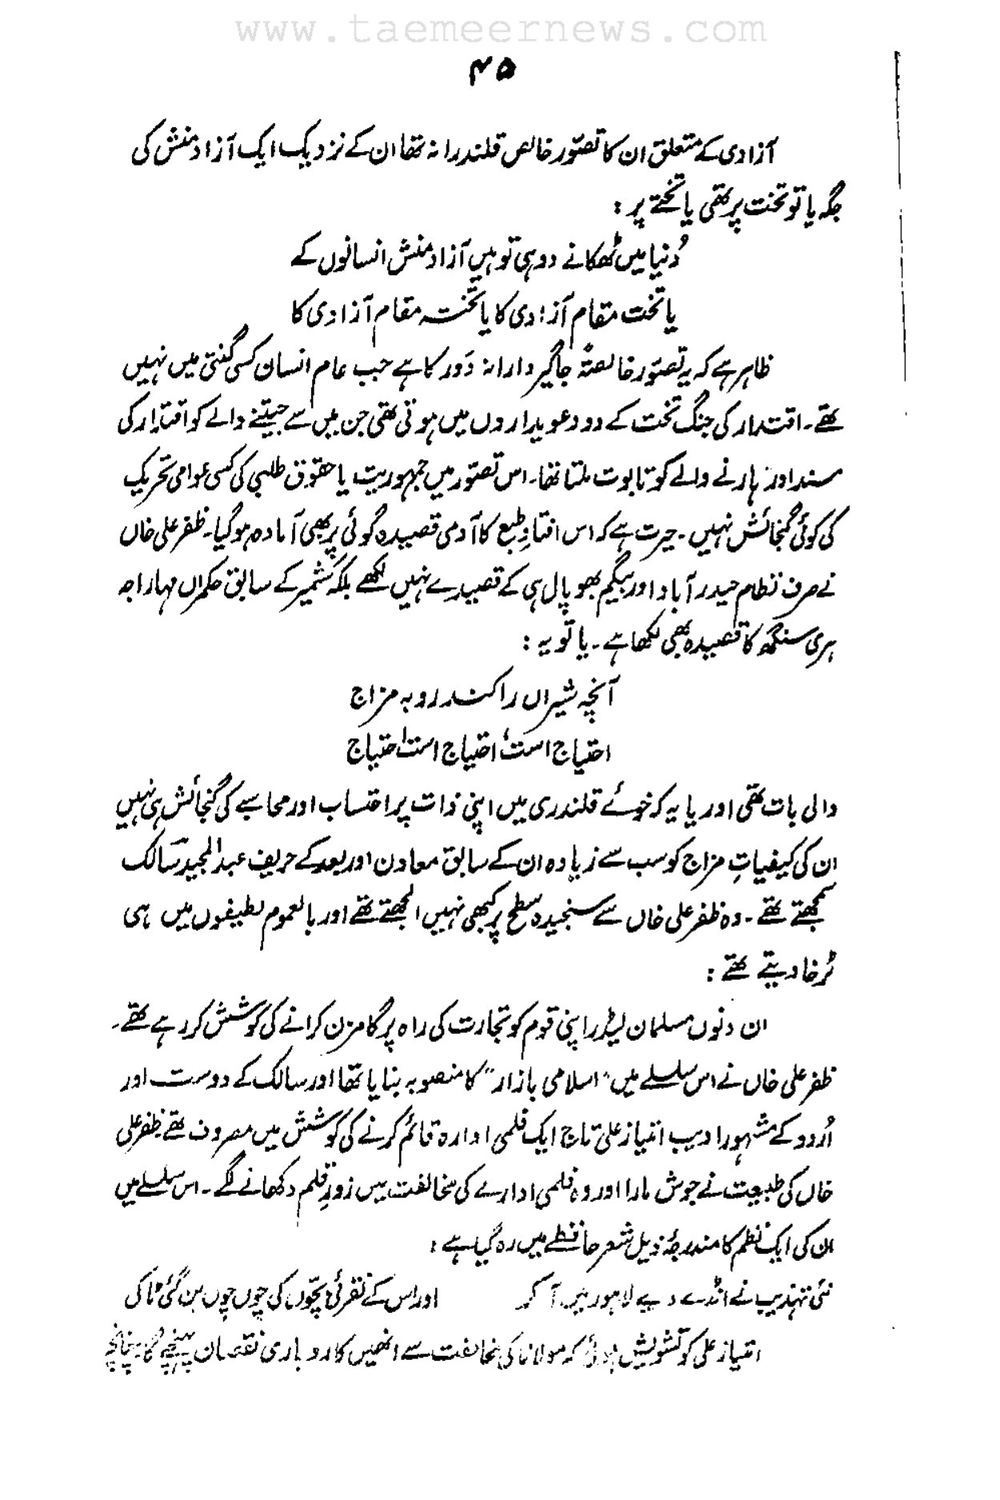 www.taemeernews.com
۴۵
آزادی کے متعلق ان کا تصوّر خالص قلندرانہ تھا ان کے نزدیک ایک آزاد منش کی
جگہ یا تو تخت پر تھی یا تختے پر :
دُنیا میں ٹھکانے دو ہی تو ہیں آزاد منش انسانوں کے
یا تخت مقام آزادی کا یا تختہ مقام آزادی کا
ظاہر ہے کہ یہ تصوّر خالصتہً جاگیردارانہ دَور کا ہے جب عام انسان کسی گنتی میں نہیں
تھے۔ اقتدار کی جنگ تخت کے دو دعویداروں میں ہوتی تھی جن میں سے جیتنے والے کو اقتدار کی
مسند اور ہارنے والے کو تابوت ملتا تھا۔ اس تصوّر میں جمہوریت یا حقوق طلبی کی کسی عوامی تحریک
کی کوئی گنجائش نہیں۔ حیرت ہے کہ اس افتادِ طبع کا آدمی قصیدہ گوئی پر بھی آمادہ ہو گیا۔ ظفر علی خاں
نے صرف نظام حیدر آباد اور بیگم بھوپال ہی کے قصیدے نہیں لکھے بلکہ کشمیر کے سابق حکمراں مہاراجہ
ہری سنگھ کا قصیدہ بھی لکھا ہے۔ یا تو یہ :
آنچہ شیراں را کند روبہ مزاج
احتیاج است، احتیاج است، احتیاج
والی بات تھی اور یا یہ کہ خوئے قلندری میں اپنی ذات پر احتساب اور محاسبے کی گنجائش ہی نہیں
ان کی کیفیاتِ مزاج کو سب سے زیادہ ان کے سابق معاون اور بعد کے حریف عبدالمجید سالک
سمجھتے تھے۔ وہ ظفر علی خاں سے سنجیدہ سطح پر کبھی نہیں الجھتے تھے اور بالعموم لطیفوں میں ہی
ٹرخا دیتے تھے :
ان دنوں مسلمان لیڈر اپنی قوم کو تجارت کی راہ پر گامزن کرانے کی کوشش کر رہے تھے۔
ظفر علی خاں نے اس سلسلے میں "اسلامی بازار" کا منصوبہ بنایا تھا اور سالک کے دوست اور
اُردو کے مشہور ادیب امتیاز علی تاج ایک فلمی ادارہ قائم کرنے کی کوشش میں مصروف تھے ظفر علی
خاں کی طبیعت نے جوش مارا اور وہ فلمی ادارے کی مخالفت میں زورِ قلم دکھانے لگے۔ اس سلسلے میں
ان کی ایک نظم کا مندرجۂ ذیل شعر حافظے میں رہ گیا ہے :
نئی تہذیب نے انڈے دیے لاہور میں آ کر اور اس کے نقرئی بچّوں کی چوں چوں بن گئی ٹاکی
امتیاز علی کو تشویش ہوئی کہ مولانا کی مخالفت سے انھیں کاروباری نقصان پہنچے گا۔ چنانچہ